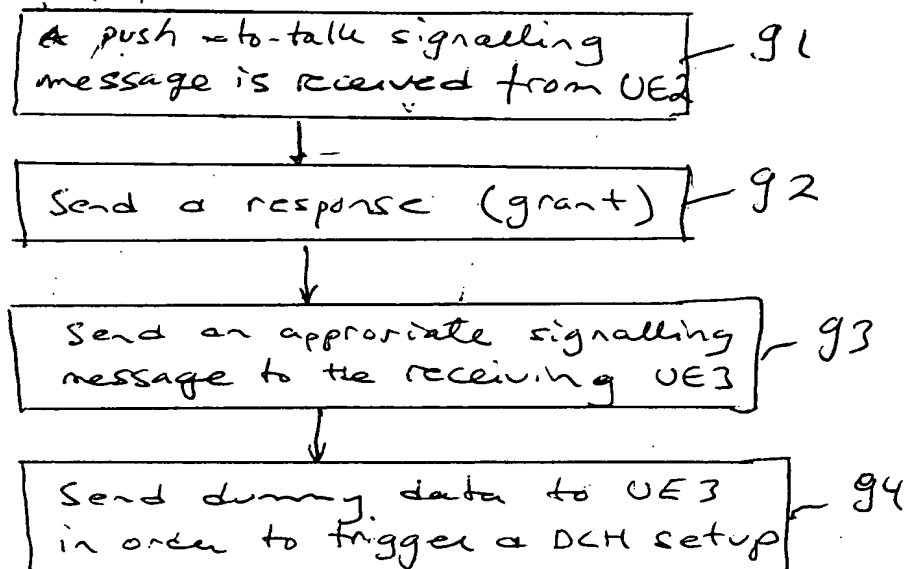 A push-to-talk signalling 91
message is received from UE2
Send a response (grant) 92
Send an approriate signalling 93
message to the receiving UE3
Send dummy data to UE3 94
in order to trigger a DCH setup